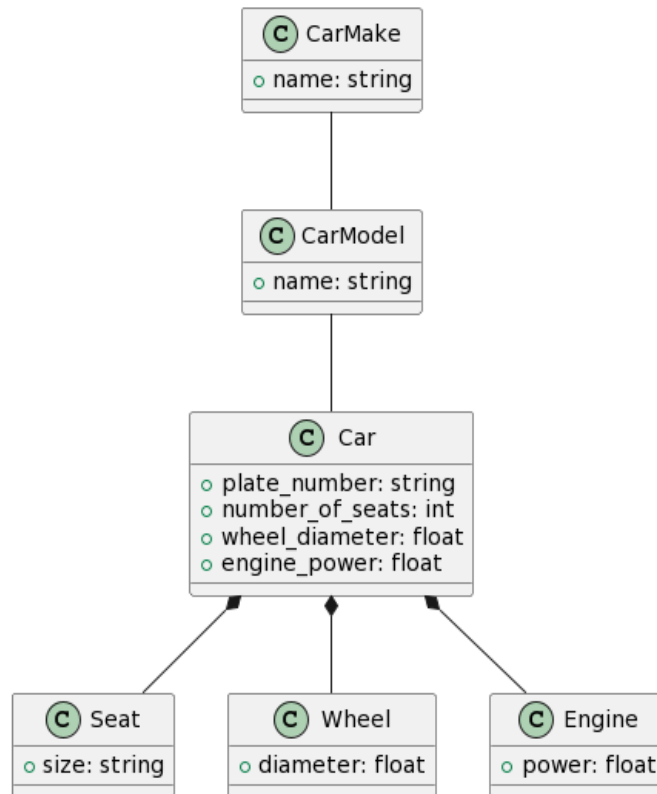 C CarMake
name: string
C CarModel
name: string
C Car
plate_number: string
number_of_seats: int
wheel_diameter: float
engine_power: float
C Seat
size: string
C Wheel
diameter: float
C Engine
power: float